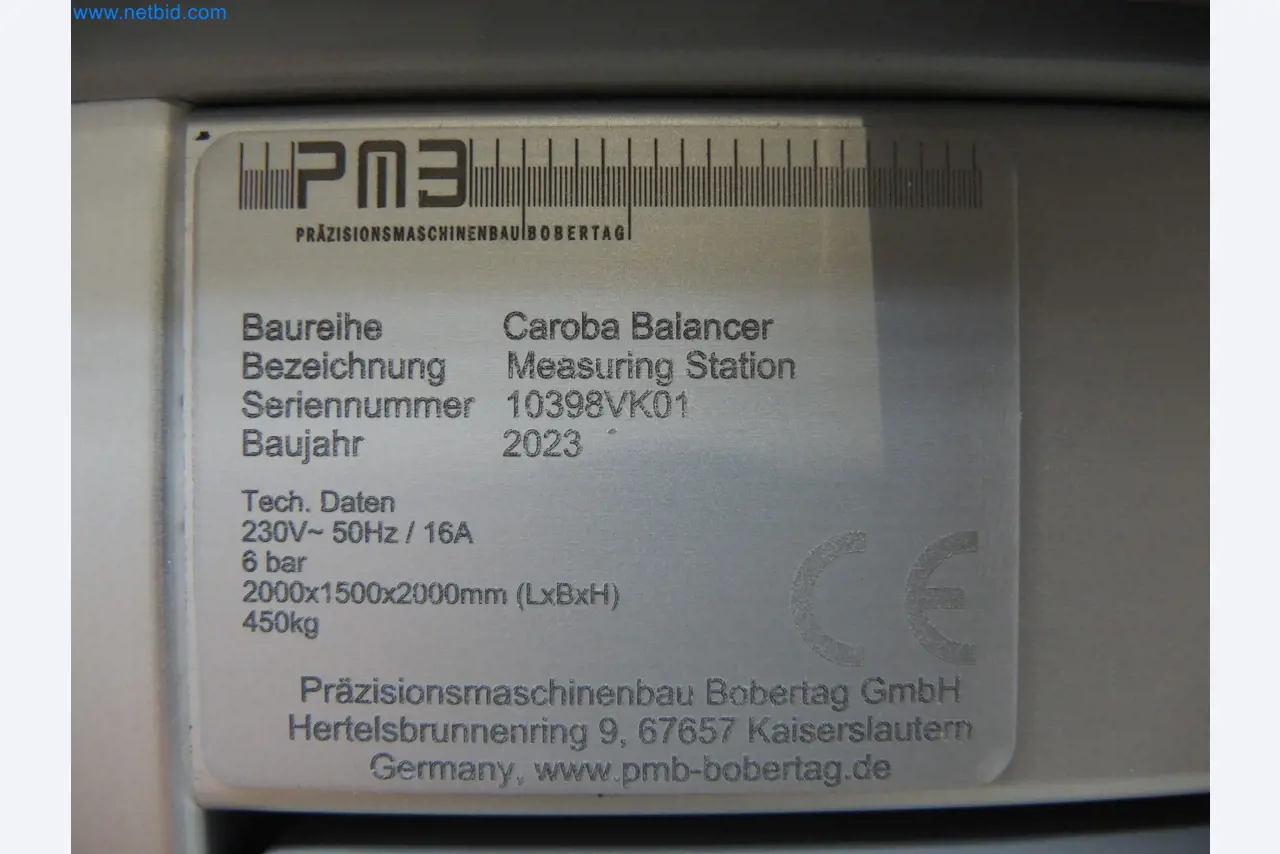 www.netbid.com
PMB
PRÄZISIONSMASCHINENBAU BOBERTAG
Baureihe Caroba Balancer
Bezeichnung Measuring Station
Seriennummer 10398VK01
Baujahr 2023
Tech. Daten
230V~ 50Hz / 16A
6 bar
2000x1500x2000mm (LxBxH)
450kg
CE
Präzisionsmaschinenbau Bobertag GmbH
Hertelsbrunnenring 9, 67657 Kaiserslautern
Germany, www.pmb-bobertag.de